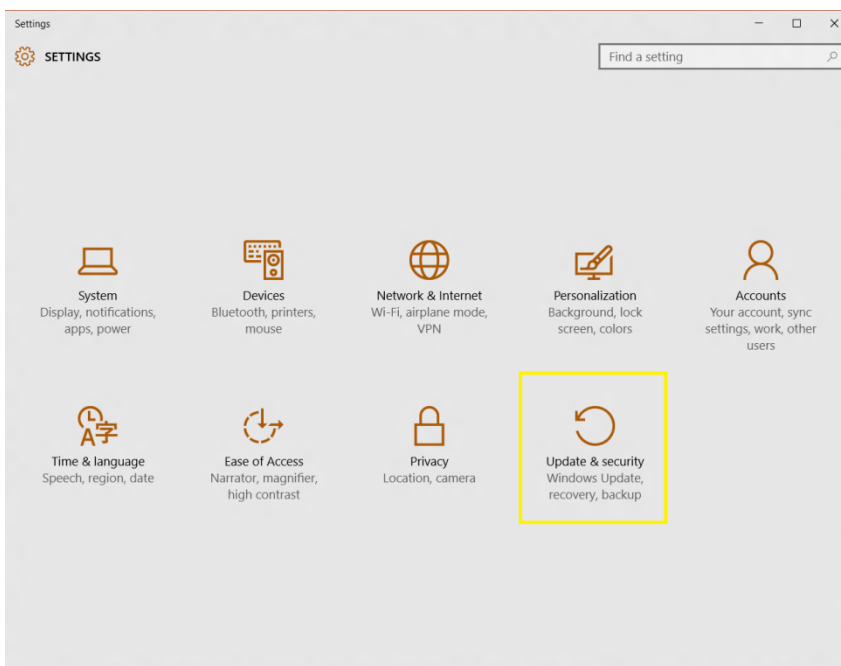 Settings
SETTINGS
Find a setting
System
Display, notifications,
apps, power
Devices
Bluetooth, printers,
mouse
Network & Internet
Wi-Fi, airplane mode,
VPN
Personalization
Background, lock
screen, colors
Accounts
Your account, sync
settings, work, other
users
Time & language
Speech, region, date
Ease of Access
Narrator, magnifier,
high contrast
Privacy
Location, camera
Update & security
Windows Update,
recovery, backup